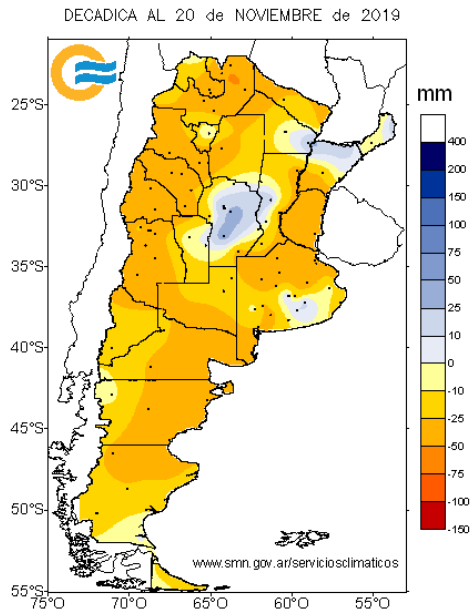 DECADICA AL 20 de NOVIEMBRE de 2019
mm
25°S
30°S
35°S
40°S
45°S
50°S
55°S
75°O 70°O 65°O 60°O 55°O
400
200
150
100
75
50
25
10
0
-10
-25
-50
-75
-100
-150
www.smn.gov.ar/serviciosclimaticos